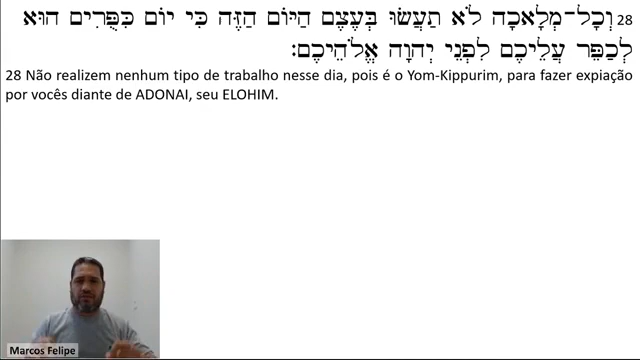 28 וְכָל־מְלָאכָה לֹא תַעֲשׂוּ בְּעֶצֶם הַיּוֹם הַזֶּה כִּי יוֹם כִּפֻּרִים הוּא
לְכַפֵּר עֲלֵיכֶם לִפְנֵי יְהוָה אֱלֹהֵיכֶם׃
28 Não realizem nenhum tipo de trabalho nesse dia, pois é o Yom-Kippurim, para fazer expiação
por vocês diante de ADONAI, seu ELOHIM.
Marcos Felipe